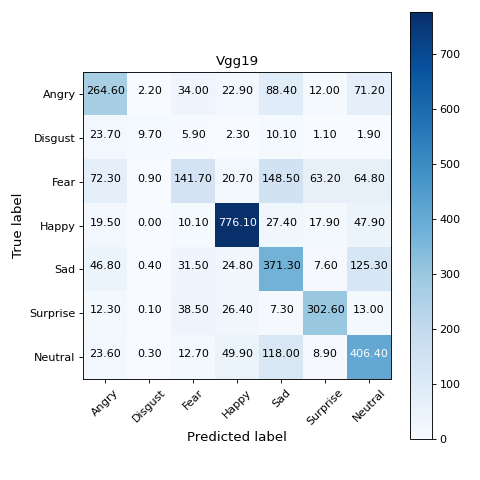 Vgg19
Angry 264.60 2.20 34.00 22.90 88.40 12.00 71.20
Disgust 23.70 9.70 5.90 2.30 10.10 1.10 1.90
Fear 72.30 0.90 141.70 20.70 148.50 63.20 64.80
Happy 19.50 0.00 10.10 776.10 27.40 17.90 47.90
Sad 46.80 0.40 31.50 24.80 371.30 7.60 125.30
Surprise 12.30 0.10 38.50 26.40 7.30 302.60 13.00
Neutral 23.60 0.30 12.70 49.90 118.00 8.90 406.40
Angry Disgust Fear Happy Sad Surprise Neutral
Predicted label
True label
700
600
500
400
300
200
100
0